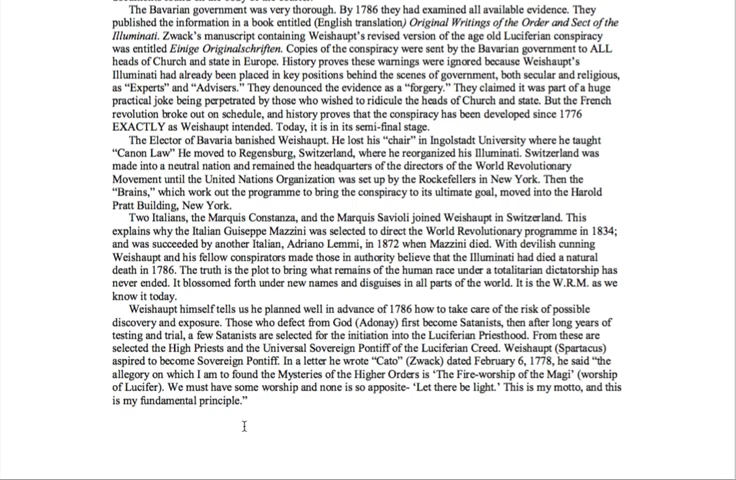 The Bavarian government was very thorough. By 1786 they had examined all available evidence. They
published the information in a book entitled (English translation) Original Writings of the Order and Sect of the
Illuminati. Zwack's manuscript containing Weishaupt's revised version of the age old Luciferian conspiracy
was entitled Einige Originalschriften. Copies of the conspiracy were sent by the Bavarian government to ALL
heads of Church and state in Europe. History proves these warnings were ignored because Weishaupt's
Illuminati had already been placed in key positions behind the scenes of government, both secular and religious,
as “Experts” and “Advisers.” They denounced the evidence as a “forgery.” They claimed it was part of a huge
practical joke being perpetrated by those who wished to ridicule the heads of Church and state. But the French
revolution broke out on schedule, and history proves that the conspiracy has been developed since 1776
EXACTLY as Weishaupt intended. Today, it is in its semi-final stage.
The Elector of Bavaria banished Weishaupt. He lost his “chair” in Ingolstadt University where he taught
“Canon Law” He moved to Regensburg, Switzerland, where he reorganized his Illuminati. Switzerland was
made into a neutral nation and remained the headquarters of the directors of the World Revolutionary
Movement until the United Nations Organization was set up by the Rockefellers in New York. Then the
“Brains,” which work out the programme to bring the conspiracy to its ultimate goal, moved into the Harold
Pratt Building, New York.
Two Italians, the Marquis Constanza, and the Marquis Savioli joined Weishaupt in Switzerland. This
explains why the Italian Guiseppe Mazzini was selected to direct the World Revolutionary programme in 1834;
and was succeeded by another Italian, Adriano Lemmi, in 1872 when Mazzini died. With devilish cunning
Weishaupt and his fellow conspirators made those in authority believe that the Illuminati had died a natural
death in 1786. The truth is the plot to bring what remains of the human race under a totalitarian dictatorship has
never ended. It blossomed forth under new names and disguises in all parts of the world. It is the W.R.M. as we
know it today.
Weishaupt himself tells us he planned well in advance of 1786 how to take care of the risk of possible
discovery and exposure. Those who defect from God (Adonay) first become Satanists, then after long years of
testing and trial, a few Satanists are selected for the initiation into the Luciferian Priesthood. From these are
selected the High Priests and the Universal Sovereign Pontiff of the Luciferian Creed. Weishaupt (Spartacus)
aspired to become Sovereign Pontiff. In a letter he wrote “Cato” (Zwack) dated February 6, 1778, he said “the
allegory on which I am to found the Mysteries of the Higher Orders is ‘The Fire-worship of the Magi’ (worship
of Lucifer). We must have some worship and none is so apposite- ‘Let there be light.’ This is my motto, and this
is my fundamental principle.”